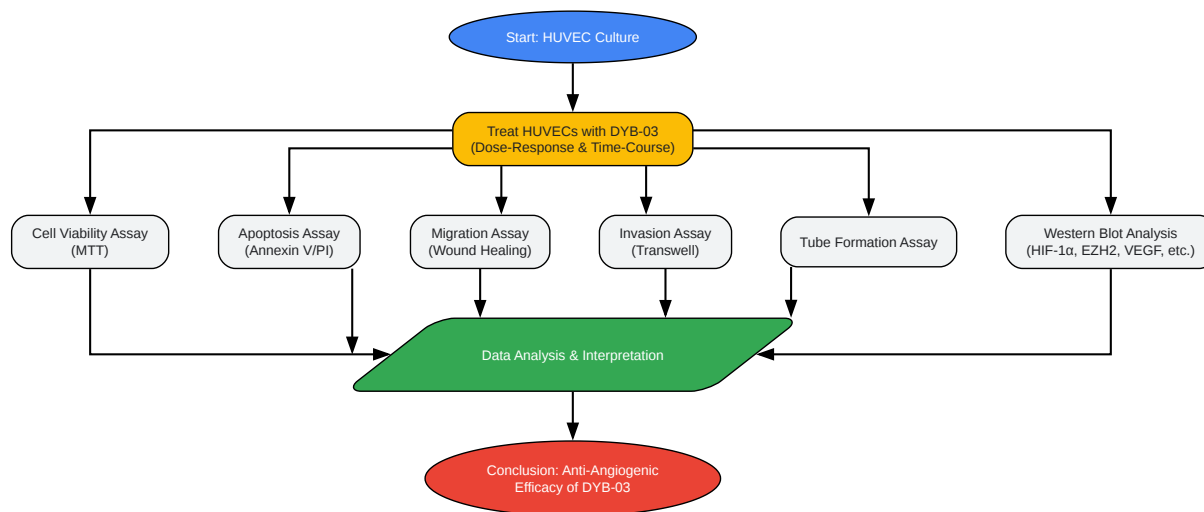 Start: HUVEC Culture
Treat HUVECs with DYB-03
(Dose-Response & Time-Course)
Cell Viability Assay
(MTT)
Apoptosis Assay
(Annexin V/PI)
Migration Assay
(Wound Healing)
Invasion Assay
(Transwell)
Tube Formation Assay
Western Blot Analysis
(HIF-1α, EZH2, VEGF, etc.)
Data Analysis & Interpretation
Conclusion: Anti-Angiogenic
Efficacy of DYB-03